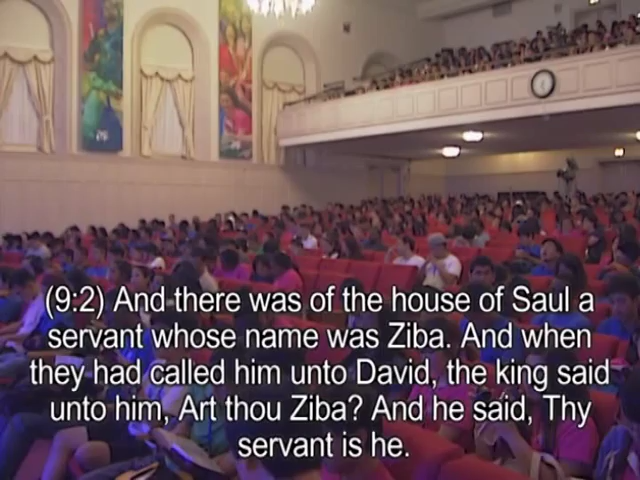 (9:2) And there was of the house of Saul a
servant whose name was Ziba. And when
they had called him unto David, the king said
unto him, Art thou Ziba? And he said, Thy
servant is he.